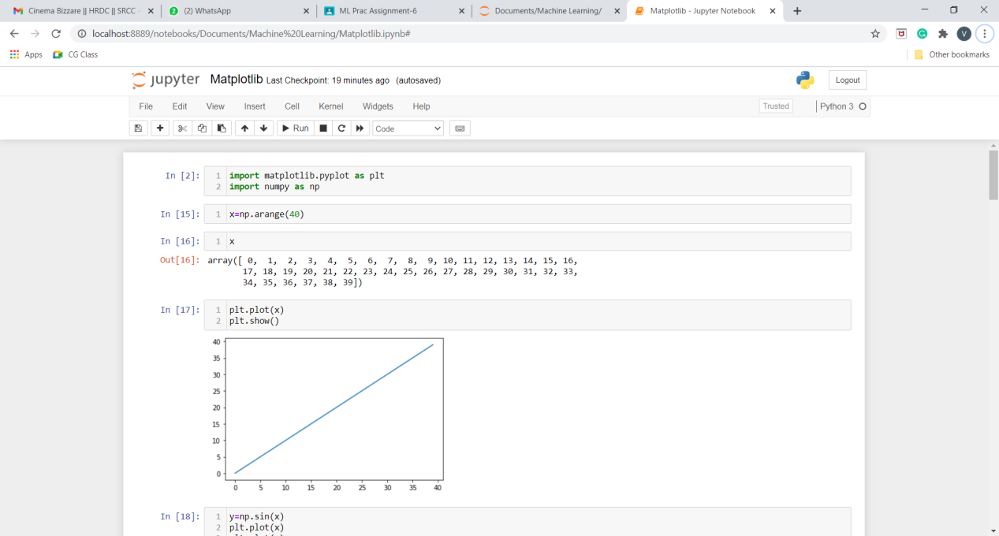 Cinema Bizzare || HRDC || SRCC -
(2) WhatsApp
ML Prac Assignment-6
Documents/Machine Learning/
Matplotlib - Jupyter Notebook
localhost:8889/notebooks/Documents/Machine%20Learning/Matplotlib.ipynb#
V
Apps
CG Class
Other bookmarks
jupyter Matplotlib Last Checkpoint: 19 minutes ago (autosaved)
Logout
File Edit View Insert Cell Kernel Widgets Help
Trusted
Python 3
Run
Code
In [2]:
1 import matplotlib.pyplot as plt
2 import numpy as np
In [15]:
1 x=np.arange(40)
In [16]:
1 x
Out[16]:
array([ 0, 1, 2, 3, 4, 5, 6, 7, 8, 9, 10, 11, 12, 13, 14, 15, 16,
17, 18, 19, 20, 21, 22, 23, 24, 25, 26, 27, 28, 29, 30, 31, 32, 33,
34, 35, 36, 37, 38, 39])
In [17]:
1 plt.plot(x)
2 plt.show()
40
35
30
25
20
15
10
5
0
0 5 10 15 20 25 30 35 40
In [18]:
1 y=np.sin(x)
2 plt.plot(x)